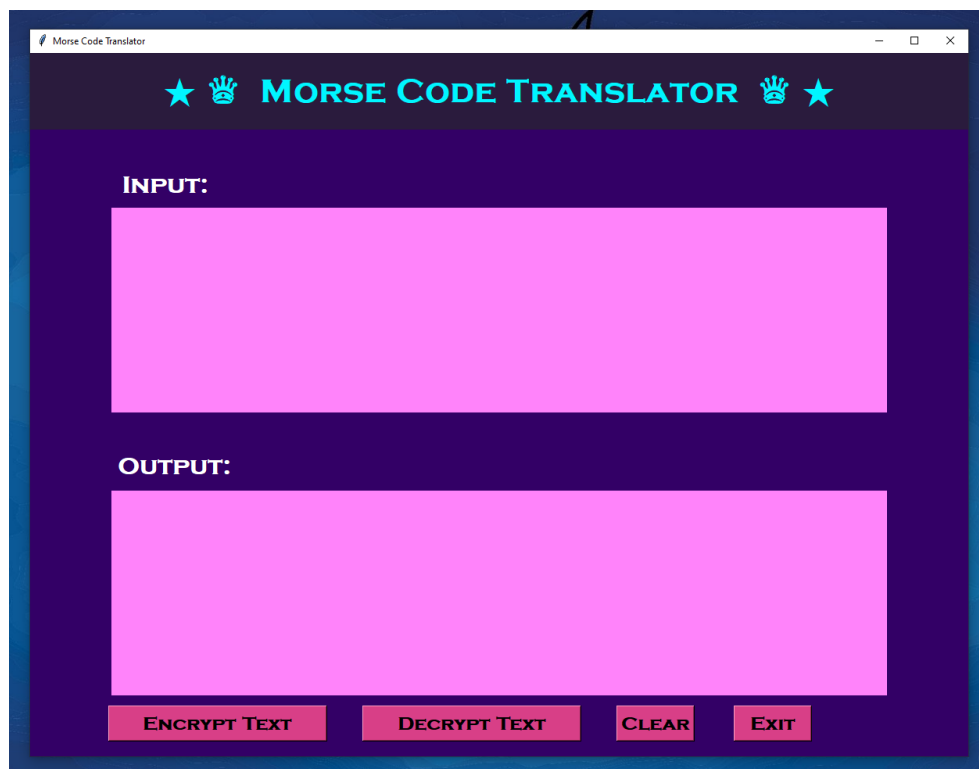 Morse Code Translator
★ ♛ Morse Code Translator ♛ ★
Input:
Output:
Encrypt Text Decrypt Text Clear Exit